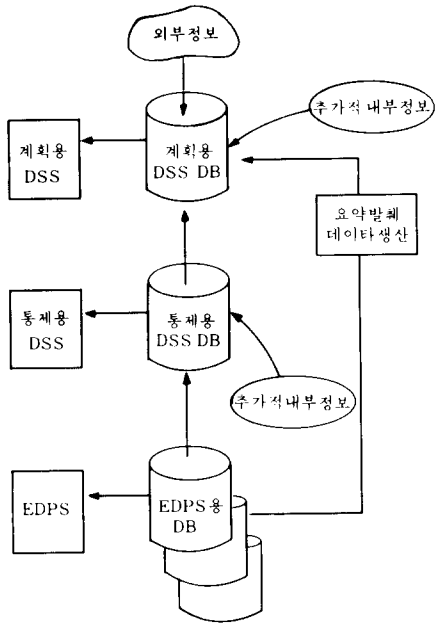 외부정보
추가적내부정보
계획용
DSS
계획용
DSS DB
요약발췌
데이타생산
통제용
DSS
통제용
DSS DB
추가적내부정보
EDPS
EDPS용
DB